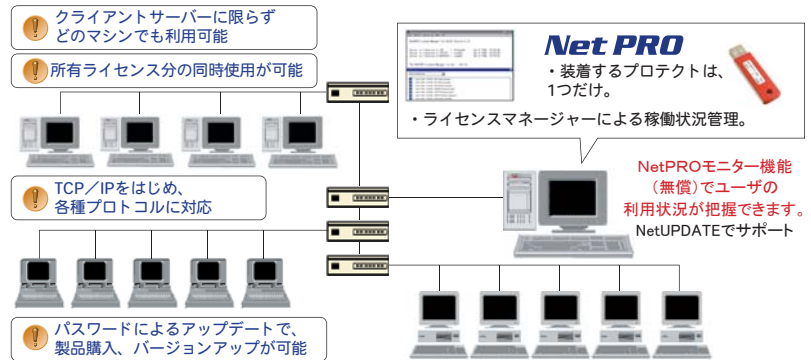 クライアントサーバーに限らず
どのマシンでも利用可能
所有ライセンス分の同時使用が可能
Net PRO
・装着するプロテクトは、
1つだけ。
・ライセンスマネージャーによる稼働状況管理。
TCP／IPをはじめ、
各種プロトコルに対応
NetPROモニター機能
（無償）でユーザの
利用状況が把握できます。
NetUPDATEでサポート
パスワードによるアップデートで、
製品購入、バージョンアップが可能